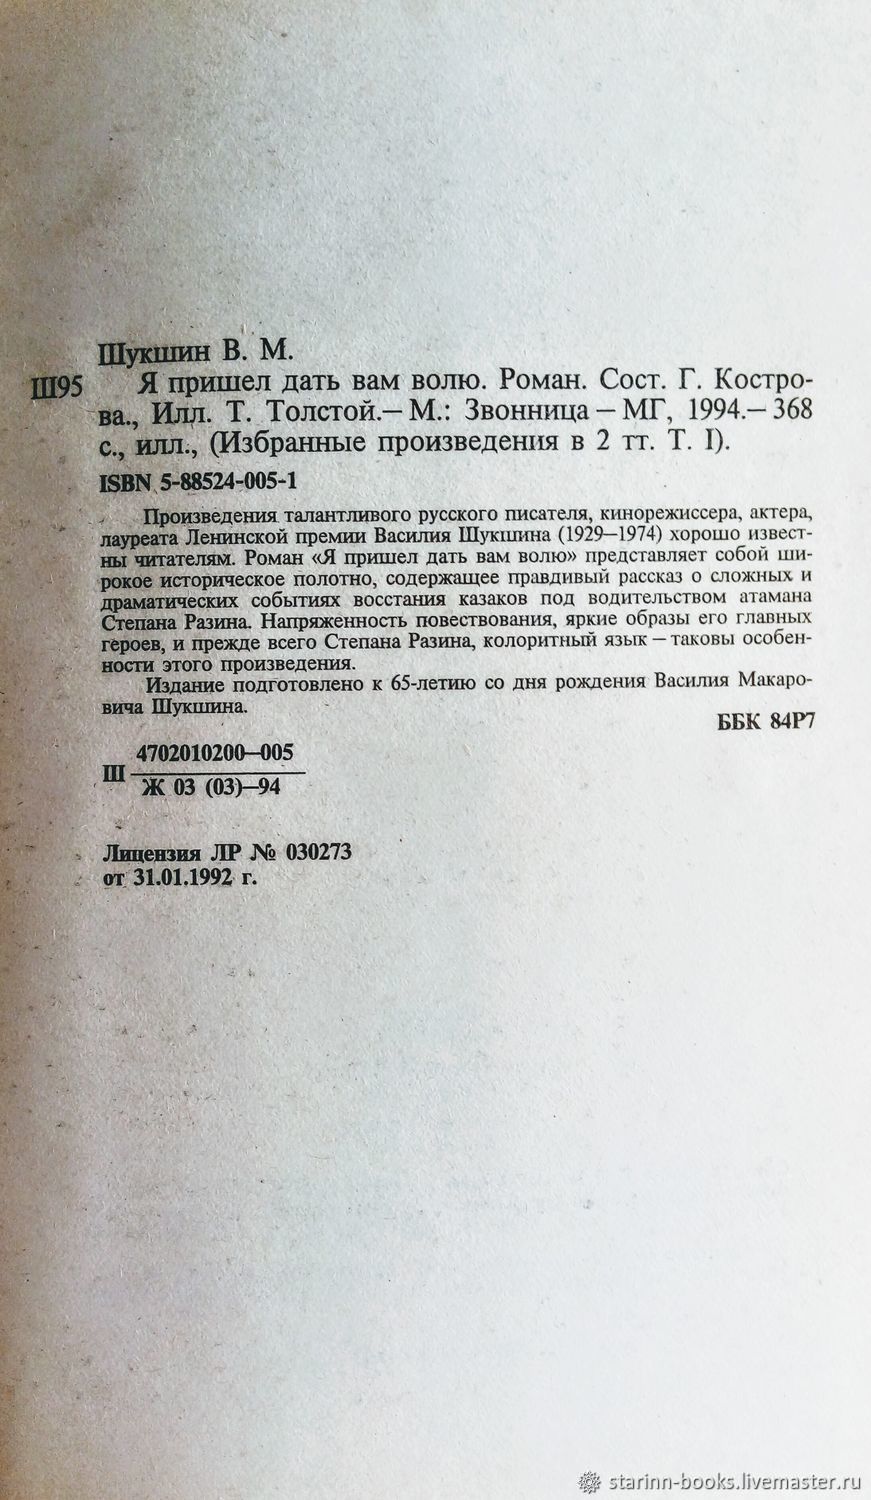 Шукшин В. М.
Ш95 Я пришел дать вам волю. Роман. Сост. Г. Костро-
ва., Илл. Т. Толстой.— М.: Звонница — МГ, 1994.— 368
с., илл., (Избранные произведения в 2 тт. Т. I).
ISBN 5-88524-005-1
Произведения талантливого русского писателя, кинорежиссера, актера,
лауреата Ленинской премии Василия Шукшина (1929—1974) хорошо извест-
ны читателям. Роман «Я пришел дать вам волю» представляет собой ши-
рокое историческое полотно, содержащее правдивый рассказ о сложных и
драматических событиях восстания казаков под водительством атамана
Степана Разина. Напряженность повествования, яркие образы его главных
героев, и прежде всего Степана Разина, колоритный язык — таковы особен-
ности этого произведения.
Издание подготовлено к 65-летию со дня рождения Василия Макаро-
вича Шукшина.
ББК 84Р7
4702010200—005
Ш
Ж 03 (03)—94
Лицензия ЛР № 030273
от 31.01.1992 г.
starinn-books.livemaster.ru